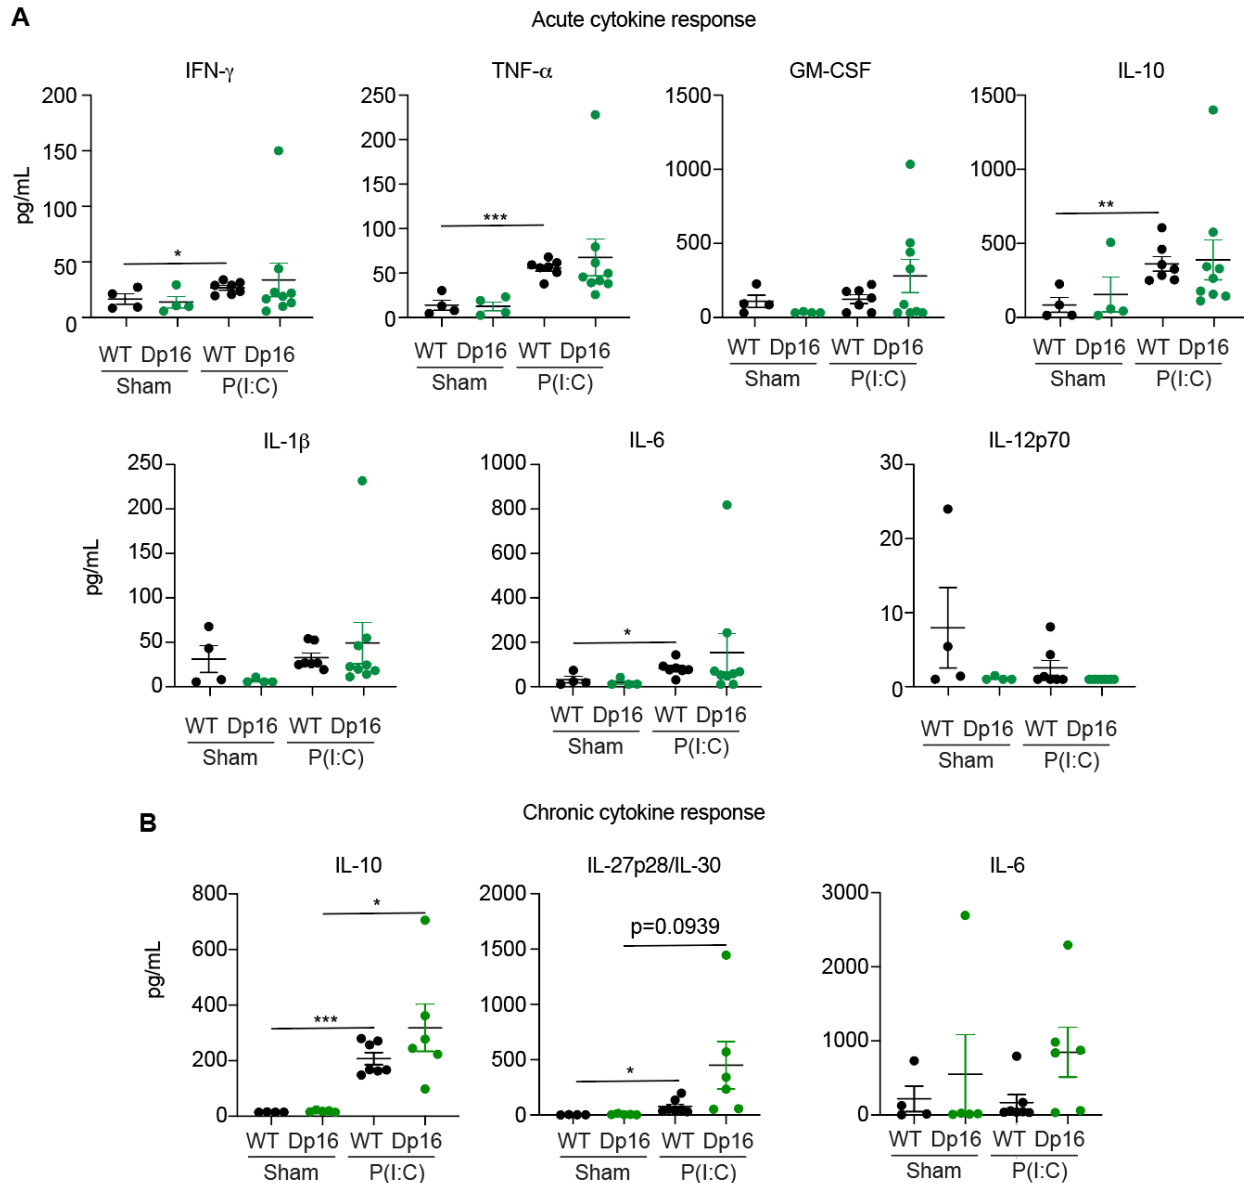 A
Acute cytokine response
IFN-γ
TNF-α
GM-CSF
IL-10
pg/mL
200
150
100
50
0
250
200
150
100
50
0
1500
1000
500
0
1500
1000
500
0
*
***
**
WT Dp16 WT Dp16
Sham P(I:C)
WT Dp16 WT Dp16
Sham P(I:C)
WT Dp16 WT Dp16
Sham P(I:C)
WT Dp16 WT Dp16
Sham P(I:C)
IL-1β
IL-6
IL-12p70
pg/mL
250
200
150
100
50
0
1000
800
600
400
200
0
30
20
10
0
*
WT Dp16 WT Dp16
Sham P(I:C)
WT Dp16 WT Dp16
Sham P(I:C)
WT Dp16 WT Dp16
Sham P(I:C)
B
Chronic cytokine response
IL-10
IL-27p28/IL-30
IL-6
pg/mL
800
600
400
200
0
2000
1500
1000
500
0
3000
2000
1000
0
*
***
p=0.0939
*
WT Dp16 WT Dp16
Sham P(I:C)
WT Dp16 WT Dp16
Sham P(I:C)
WT Dp16 WT Dp16
Sham P(I:C)